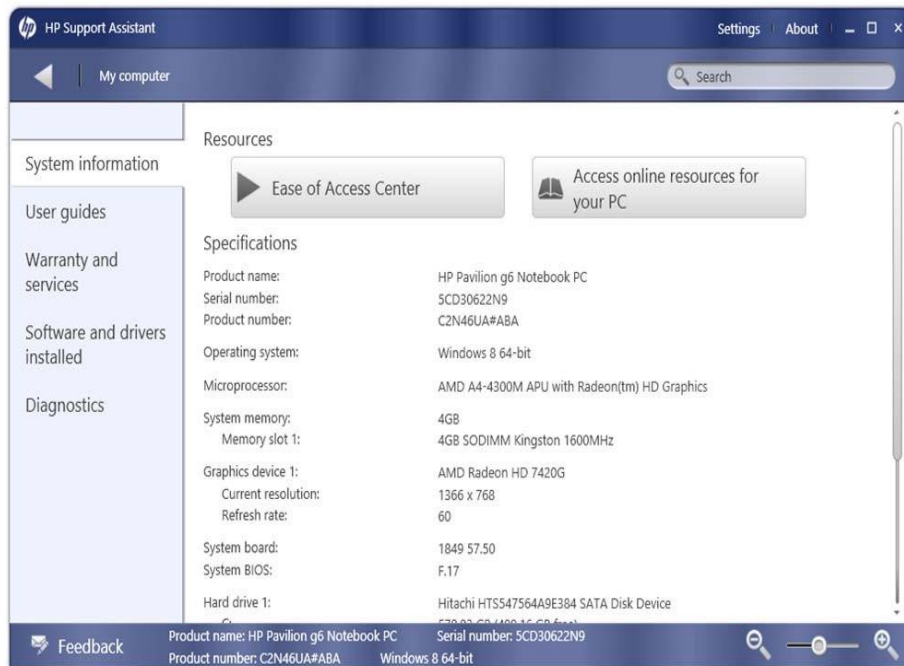 hp HP Support Assistant Settings About
My computer Search
System information
User guides
Warranty and
services
Software and drivers
installed
Diagnostics
Resources
Ease of Access Center
Access online resources for
your PC
Specifications
Product name: HP Pavilion g6 Notebook PC
Serial number: 5CD30622N9
Product number: C2N46UA#ABA
Operating system: Windows 8 64-bit
Microprocessor: AMD A4-4300M APU with Radeon(tm) HD Graphics
System memory: 4GB
Memory slot 1: 4GB SODIMM Kingston 1600MHz
Graphics device 1: AMD Radeon HD 7420G
Current resolution: 1366 x 768
Refresh rate: 60
System board: 1849 57.50
System BIOS: F.17
Hard drive 1: Hitachi HTS547564A9E384 SATA Disk Device
Feedback
Product name: HP Pavilion g6 Notebook PC Serial number: 5CD30622N9
Product number: C2N46UA#ABA Windows 8 64-bit